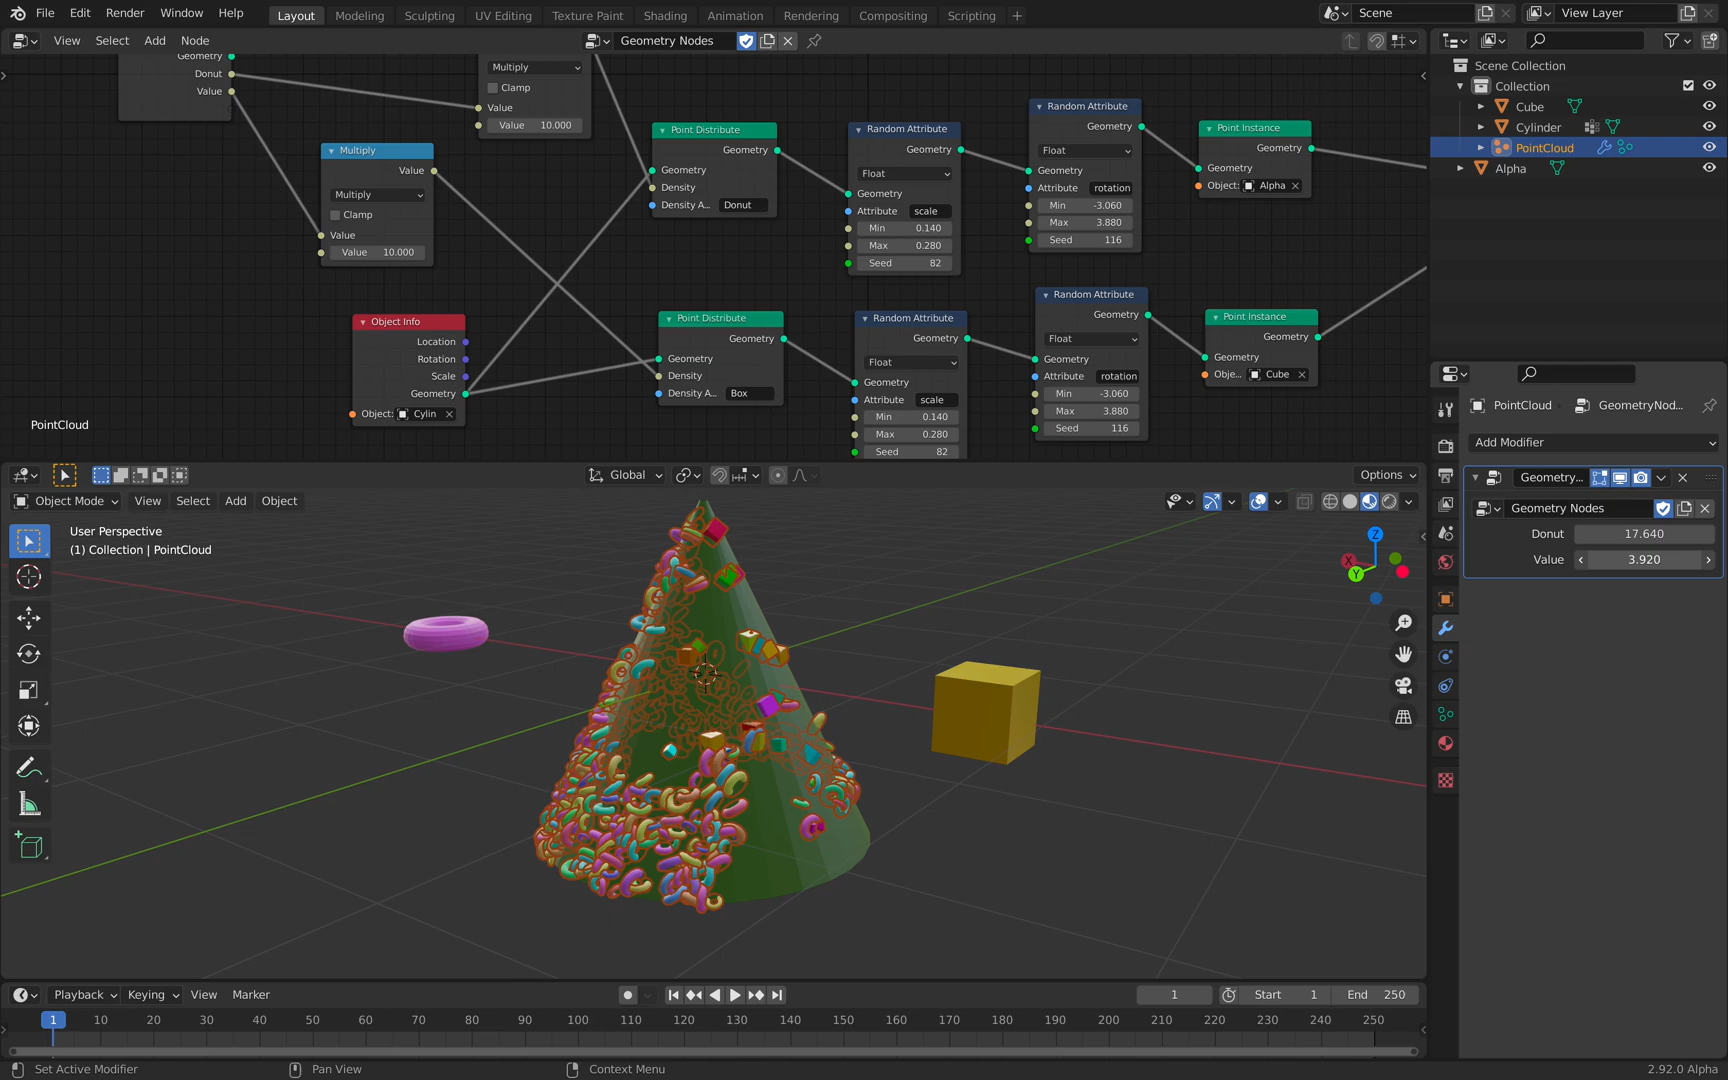 File Edit Render Window Help Layout Modeling Sculpting UV Editing Texture Paint Shading Animation Rendering Compositing Scripting + Scene View Layer
View Select Add Node Geometry Nodes
Geometry
Donut
Value
Multiply
Clamp
Value
Value 10.000
Multiply
Value
Multiply
Clamp
Value
Value 10.000
Point Distribute
Geometry
Geometry
Density
Density A... Donut
Random Attribute
Geometry
Float
Geometry
Attribute scale
Min 0.140
Max 0.280
Seed 82
Random Attribute
Geometry
Float
Geometry
Attribute rotation
Min -3.060
Max 3.880
Seed 116
Point Instance
Geometry
Geometry
Object: Alpha
Object Info
Location
Rotation
Scale
Geometry
Object: Cylin
Point Distribute
Geometry
Geometry
Density
Density A... Box
Random Attribute
Geometry
Float
Geometry
Attribute scale
Min 0.140
Max 0.280
Seed 82
Random Attribute
Geometry
Float
Geometry
Attribute rotation
Min -3.060
Max 3.880
Seed 116
Point Instance
Geometry
Geometry
Obje... Cube
PointCloud
Scene Collection
Collection
Cube
Cylinder
PointCloud
Alpha
PointCloud GeometryNod...
Add Modifier
Geometry...
Geometry Nodes
Donut 17.640
Value 3.920
Global Options
Object Mode View Select Add Object
User Perspective
(1) Collection | PointCloud
Z
X
Y
Playback Keying View Marker 1 Start 1 End 250
1 10 20 30 40 50 60 70 80 90 100 110 120 130 140 150 160 170 180 190 200 210 220 230 240 250
Set Active Modifier Pan View Context Menu 2.92.0 Alpha